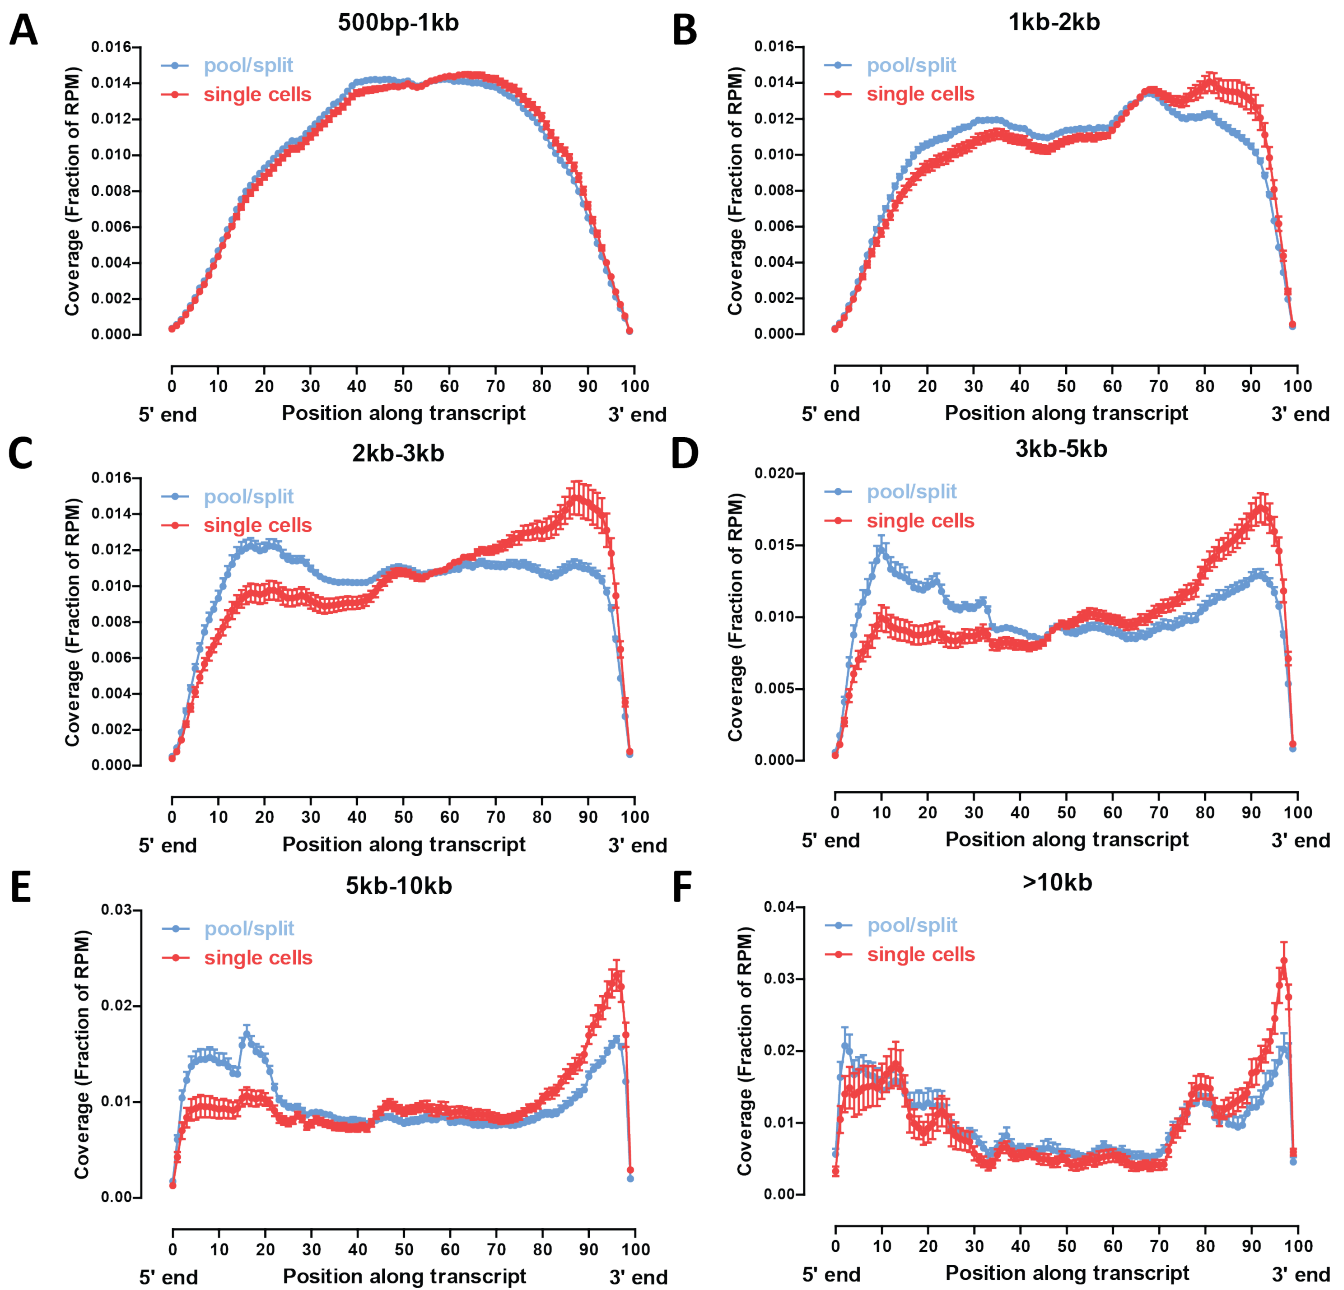 A
500bp-1kb
Coverage (Fraction of RPM)
0.016
0.014
0.012
0.010
0.008
0.006
0.004
0.002
0.000
pool/split
single cells
0 10 20 30 40 50 60 70 80 90 100
5' end Position along transcript 3' end
B
1kb-2kb
Coverage (Fraction of RPM)
0.016
0.014
0.012
0.010
0.008
0.006
0.004
0.002
0.000
pool/split
single cells
0 10 20 30 40 50 60 70 80 90 100
5' end Position along transcript 3' end
C
2kb-3kb
Coverage (Fraction of RPM)
0.016
0.014
0.012
0.010
0.008
0.006
0.004
0.002
0.000
pool/split
single cells
0 10 20 30 40 50 60 70 80 90 100
5' end Position along transcript 3' end
D
3kb-5kb
Coverage (Fraction of RPM)
0.020
0.015
0.010
0.005
0.000
pool/split
single cells
0 10 20 30 40 50 60 70 80 90 100
5' end Position along transcript 3' end
E
5kb-10kb
Coverage (Fraction of RPM)
0.03
0.02
0.01
0.00
pool/split
single cells
0 10 20 30 40 50 60 70 80 90 100
5' end Position along transcript 3' end
F
>10kb
Coverage (Fraction of RPM)
0.04
0.03
0.02
0.01
0.00
pool/split
single cells
0 10 20 30 40 50 60 70 80 90 100
5' end Position along transcript 3' end